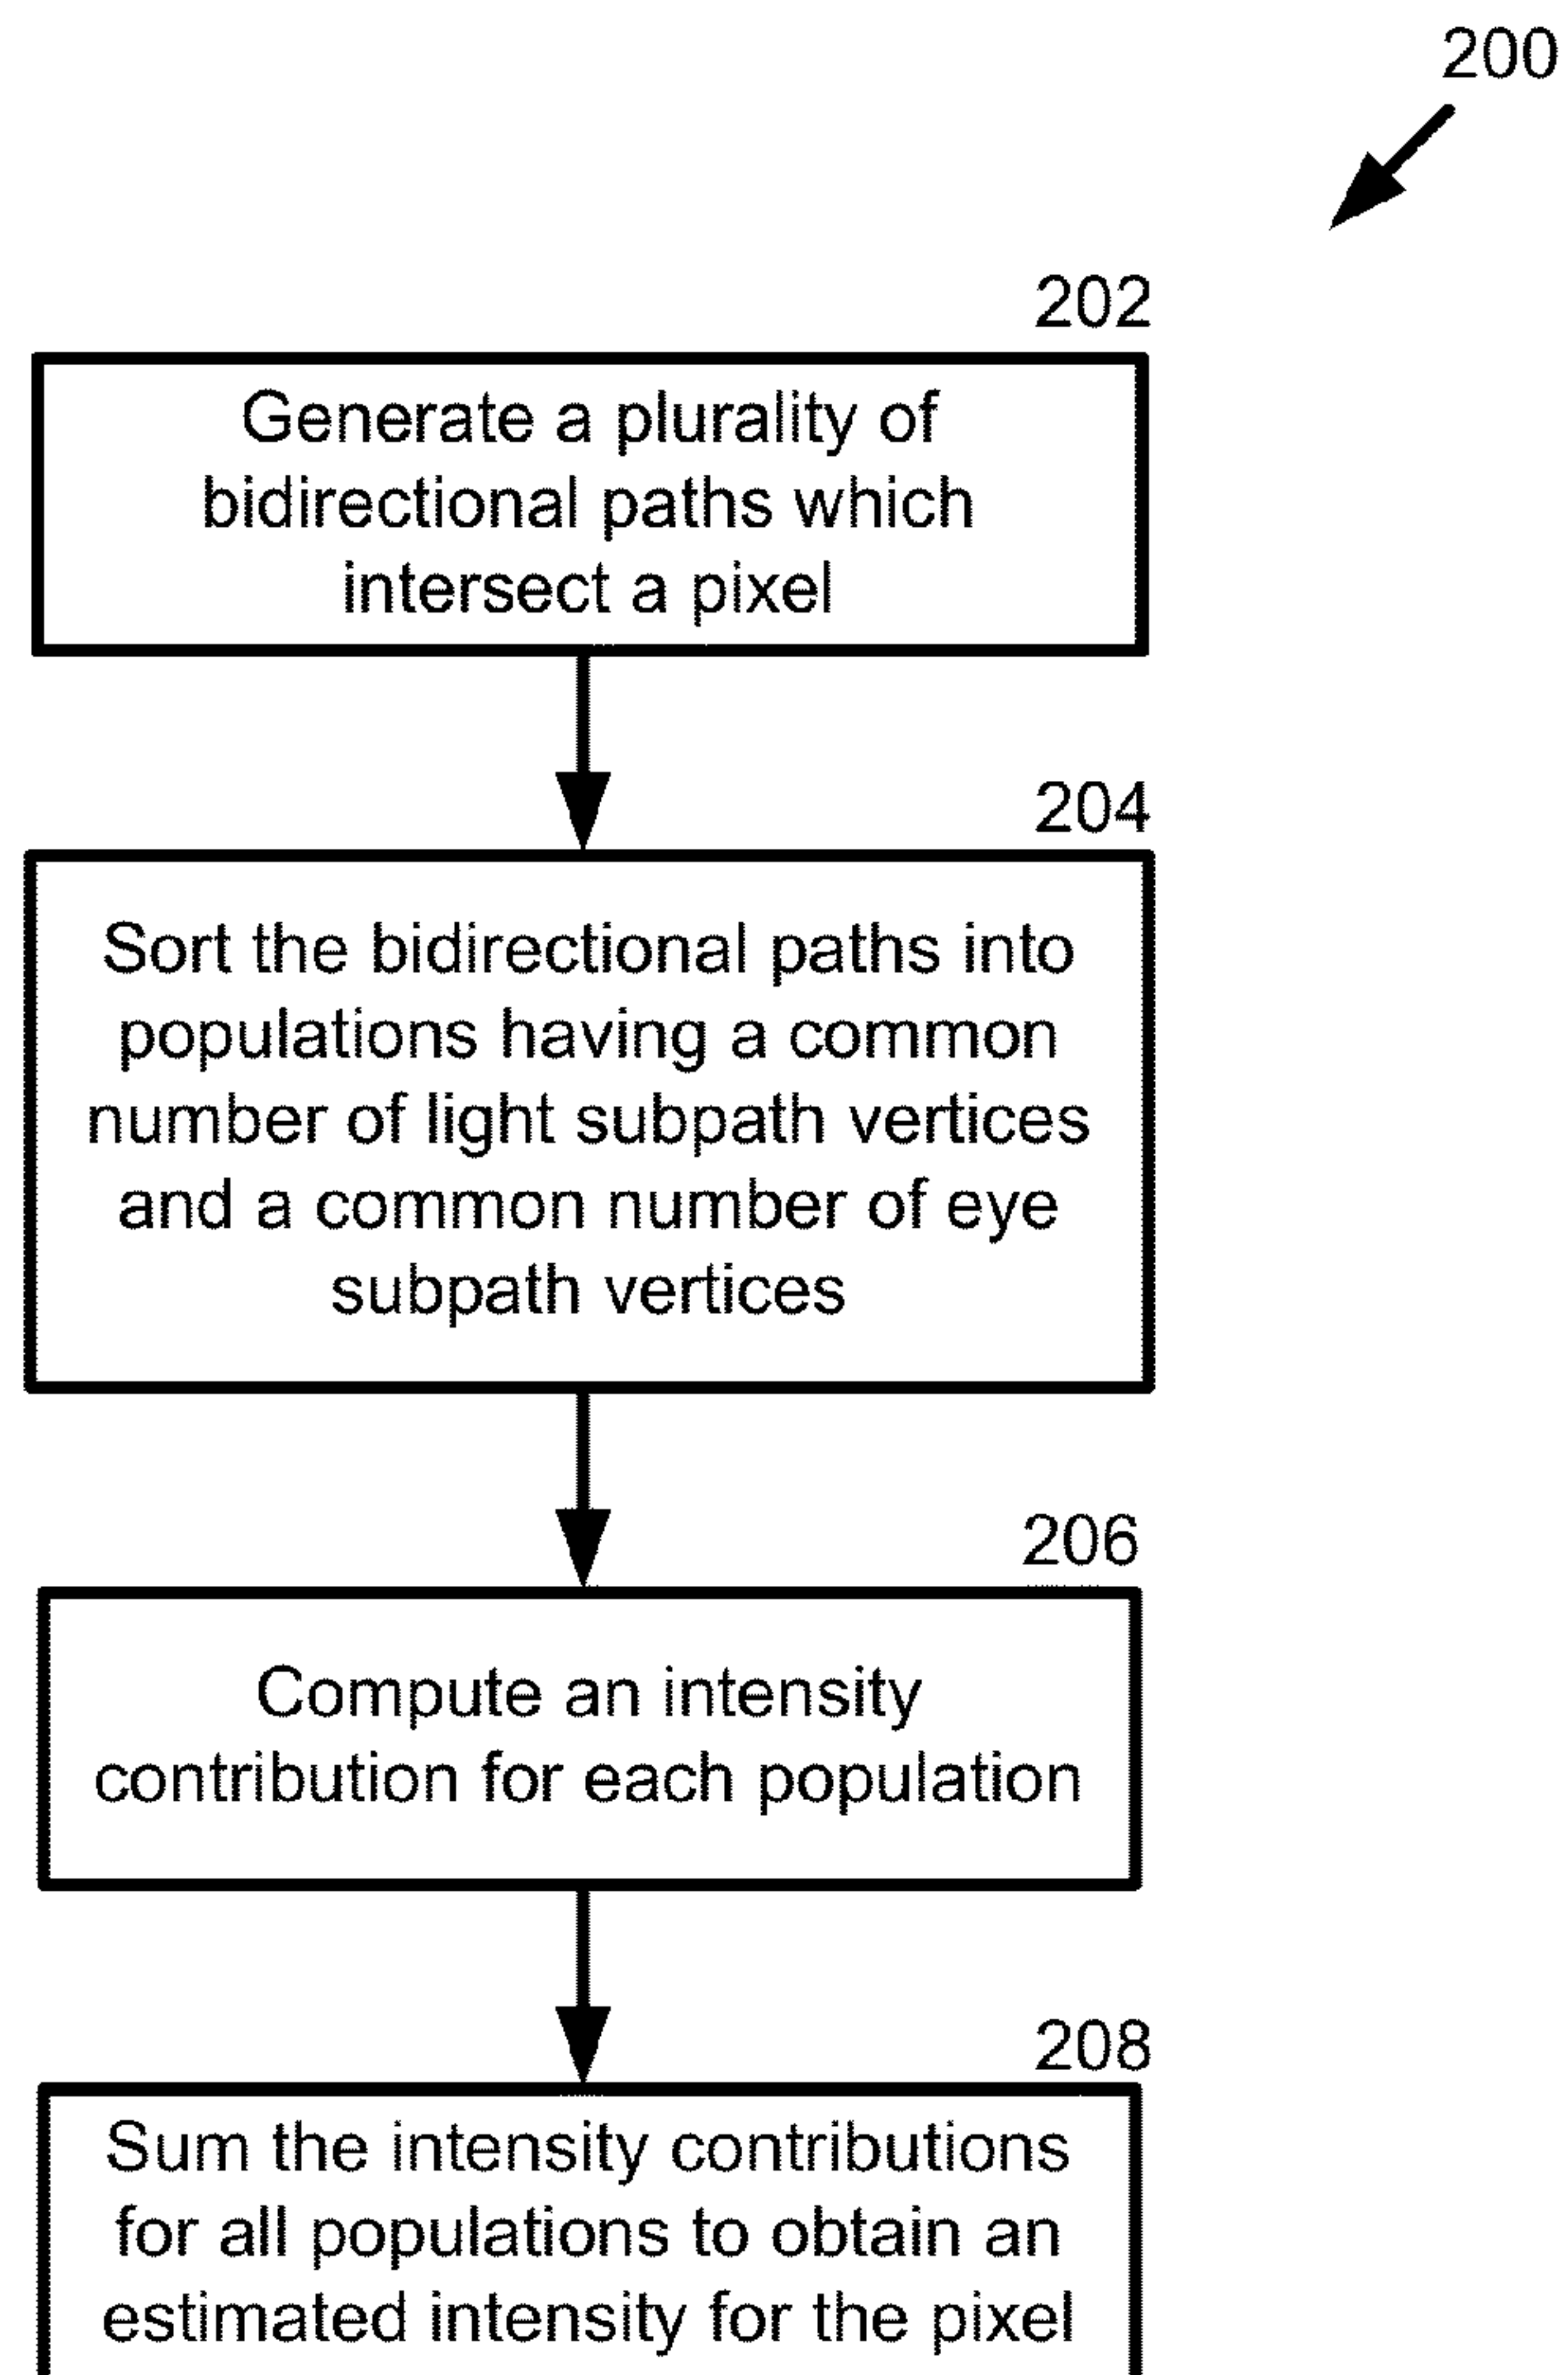 200
202
Generate a plurality of
bidirectional paths which
intersect a pixel
204
Sort the bidirectional paths into
populations having a common
number of light subpath vertices
and a common number of eye
subpath vertices
206
Compute an intensity
contribution for each population
208
Sum the intensity contributions
for all populations to obtain an
estimated intensity for the pixel